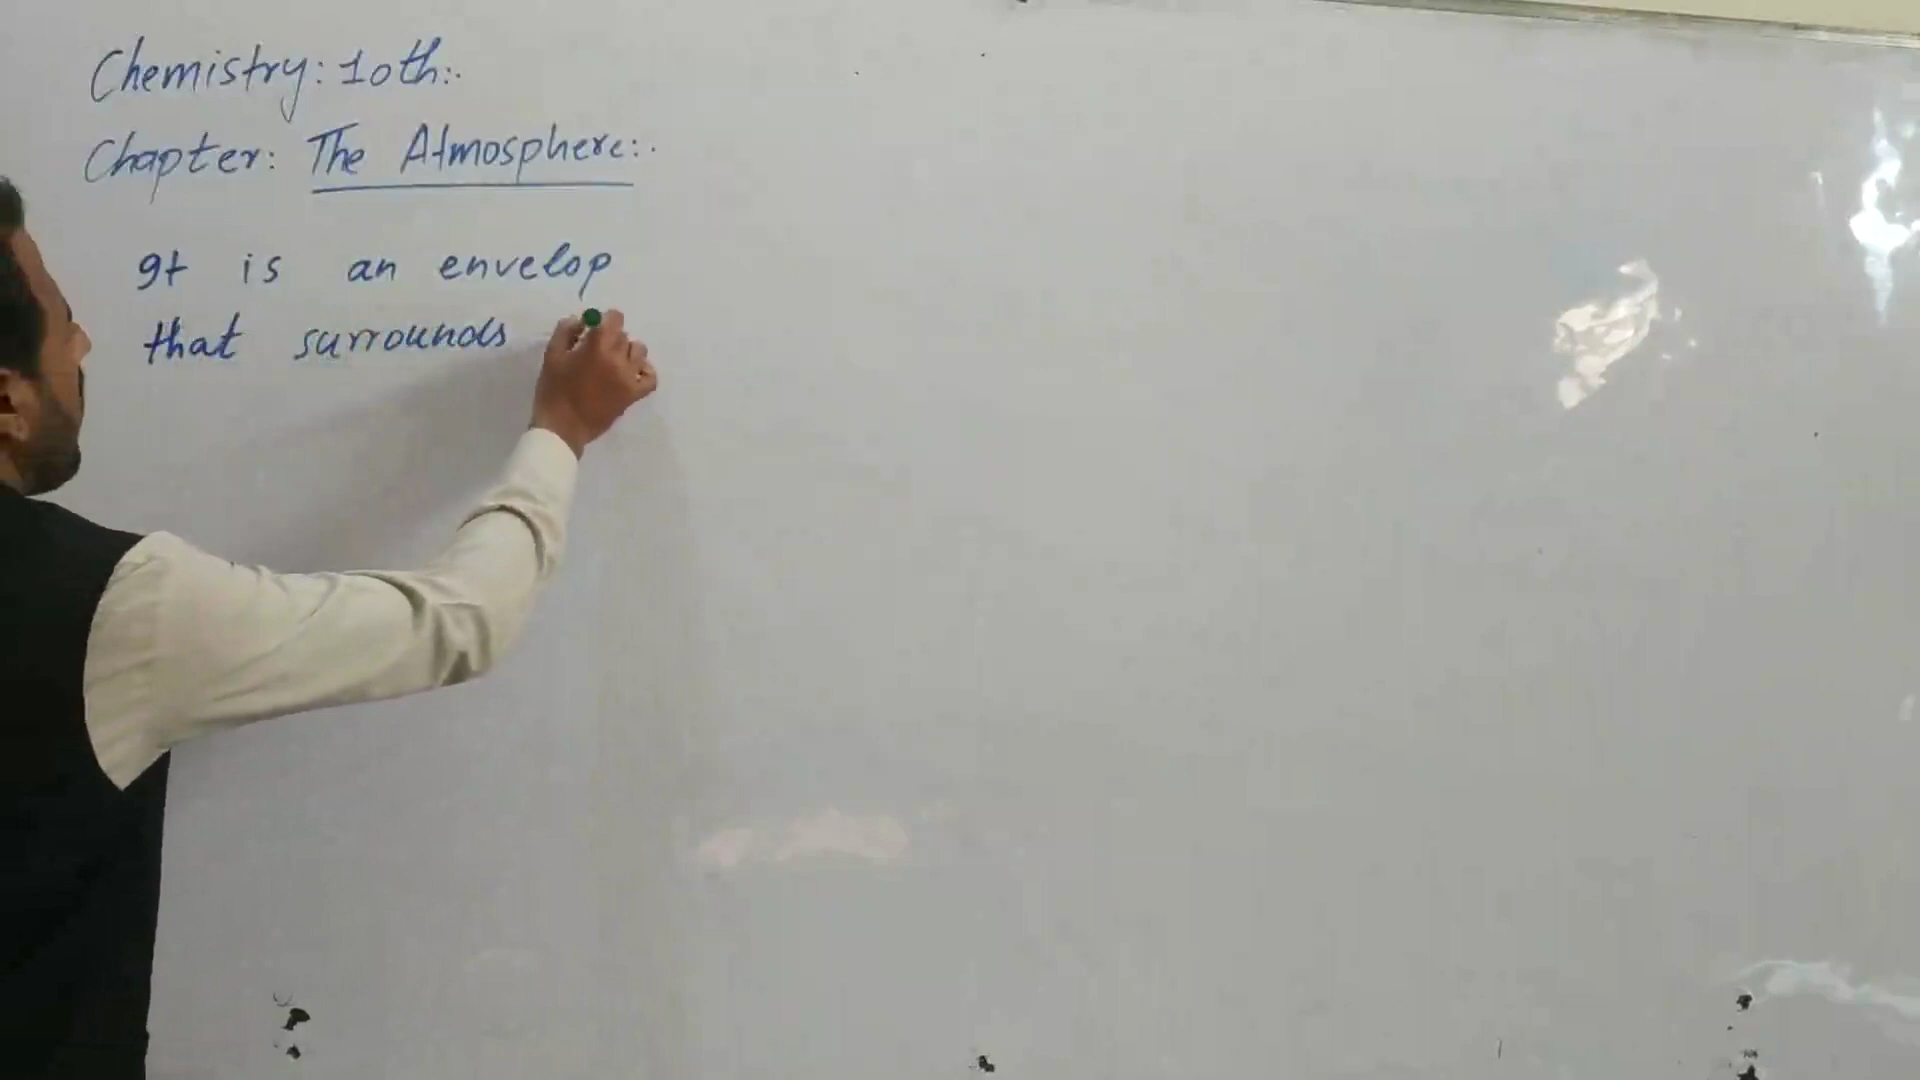 Chemistry: 10th:.
Chapter: The Atmosphere:.
It is an envelop
that surrounds